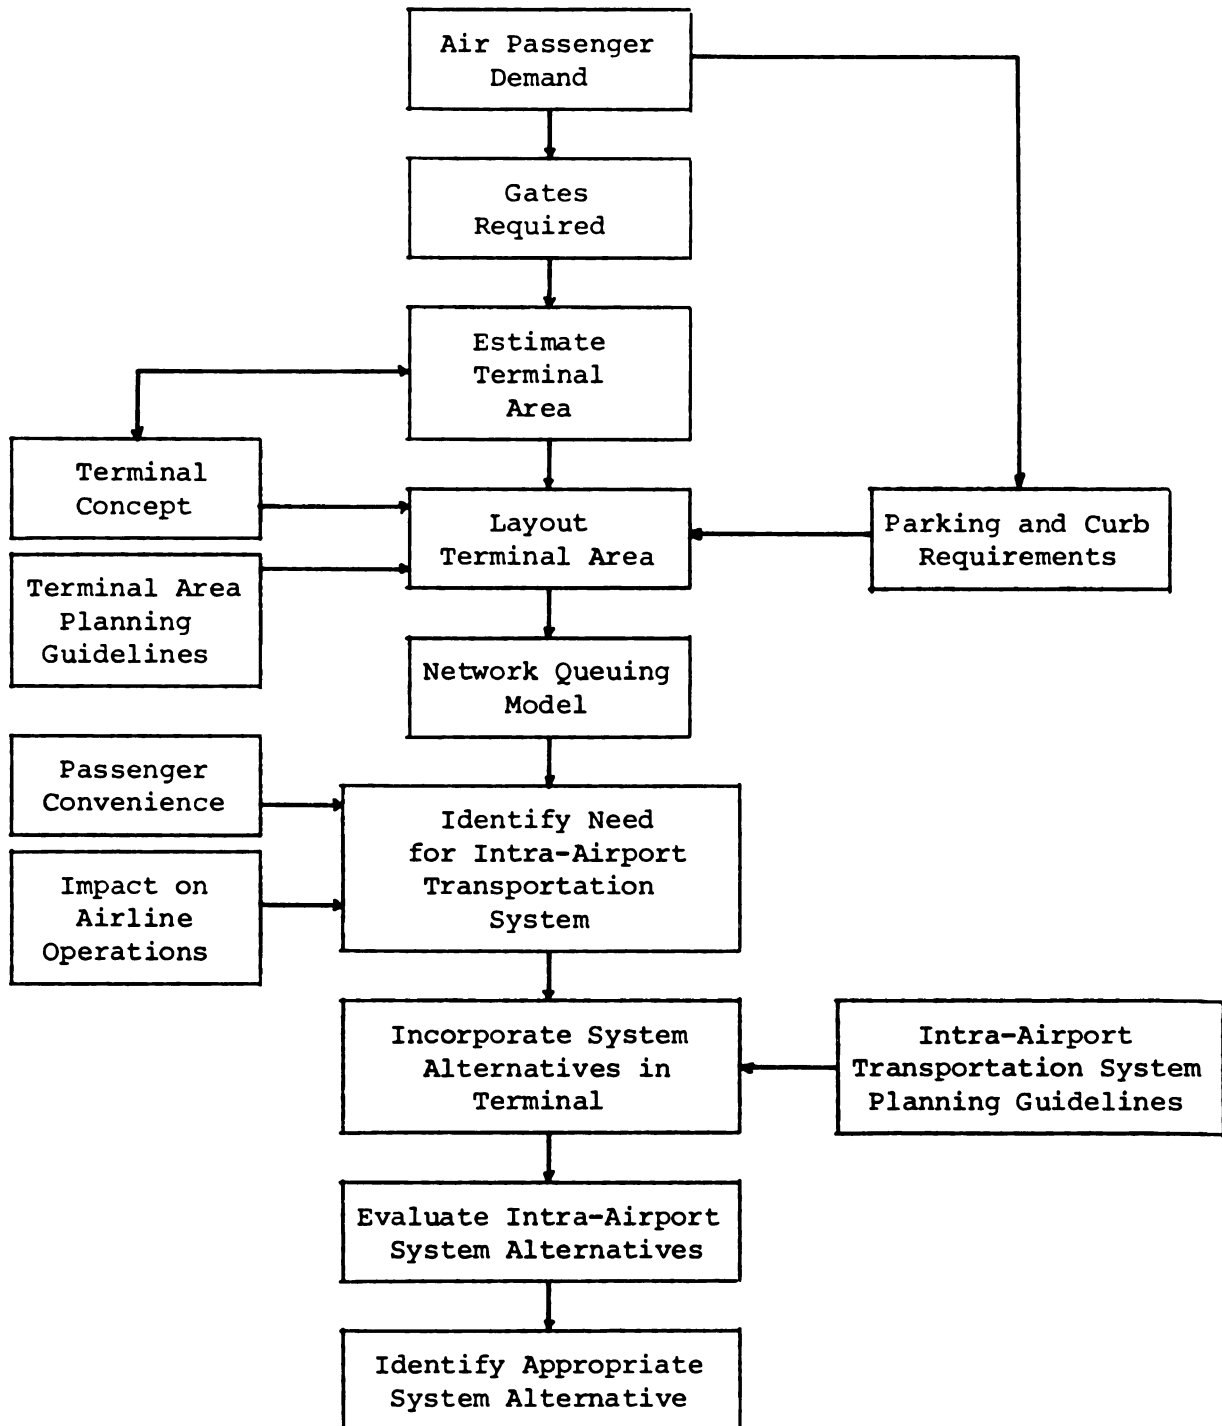 Air Passenger
Demand
Gates
Required
Estimate
Terminal
Area
Terminal
Concept
Layout
Terminal Area
Parking and Curb
Requirements
Terminal Area
Planning
Guidelines
Network Queuing
Model
Passenger
Convenience
Identify Need
for Intra-Airport
Transportation
System
Impact on
Airline
Operations
Incorporate System
Alternatives in
Terminal
Intra-Airport
Transportation System
Planning Guidelines
Evaluate Intra-Airport
System Alternatives
Identify Appropriate
System Alternative